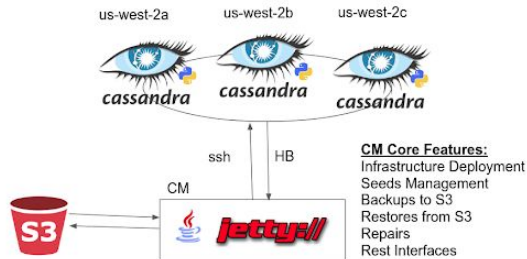 us-west-2a
us-west-2b
us-west-2c
cassandra
cassandra
cassandra
ssh
HB
CM
S3
jetty://
CM Core Features:
Infrastructure Deployment
Seeds Management
Backups to S3
Restores from S3
Repairs
Rest Interfaces